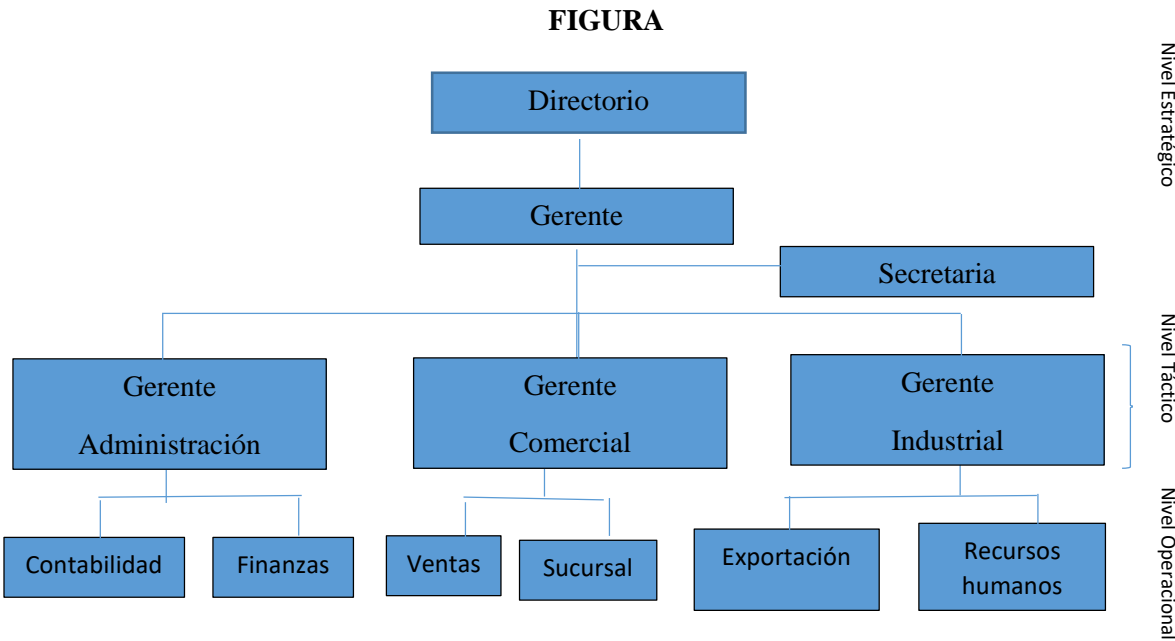 FIGURA
Directorio
Nivel Estratégico
Gerente
Secretaria
Gerente
Administración
Gerente
Comercial
Gerente
Industrial
Nivel Táctico
Contabilidad
Finanzas
Ventas
Sucursal
Exportación
Recursos
humanos
Nivel Operacional